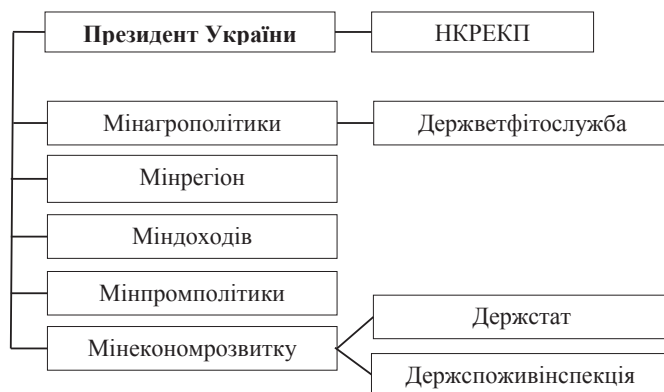 Президент України
НКРЕКП
Мінагрополітики
Держветфітослужба
Мінрегіон
Міндоходів
Мінпромполітики
Держстат
Мінекономрозвитку
Держспоживінспекція